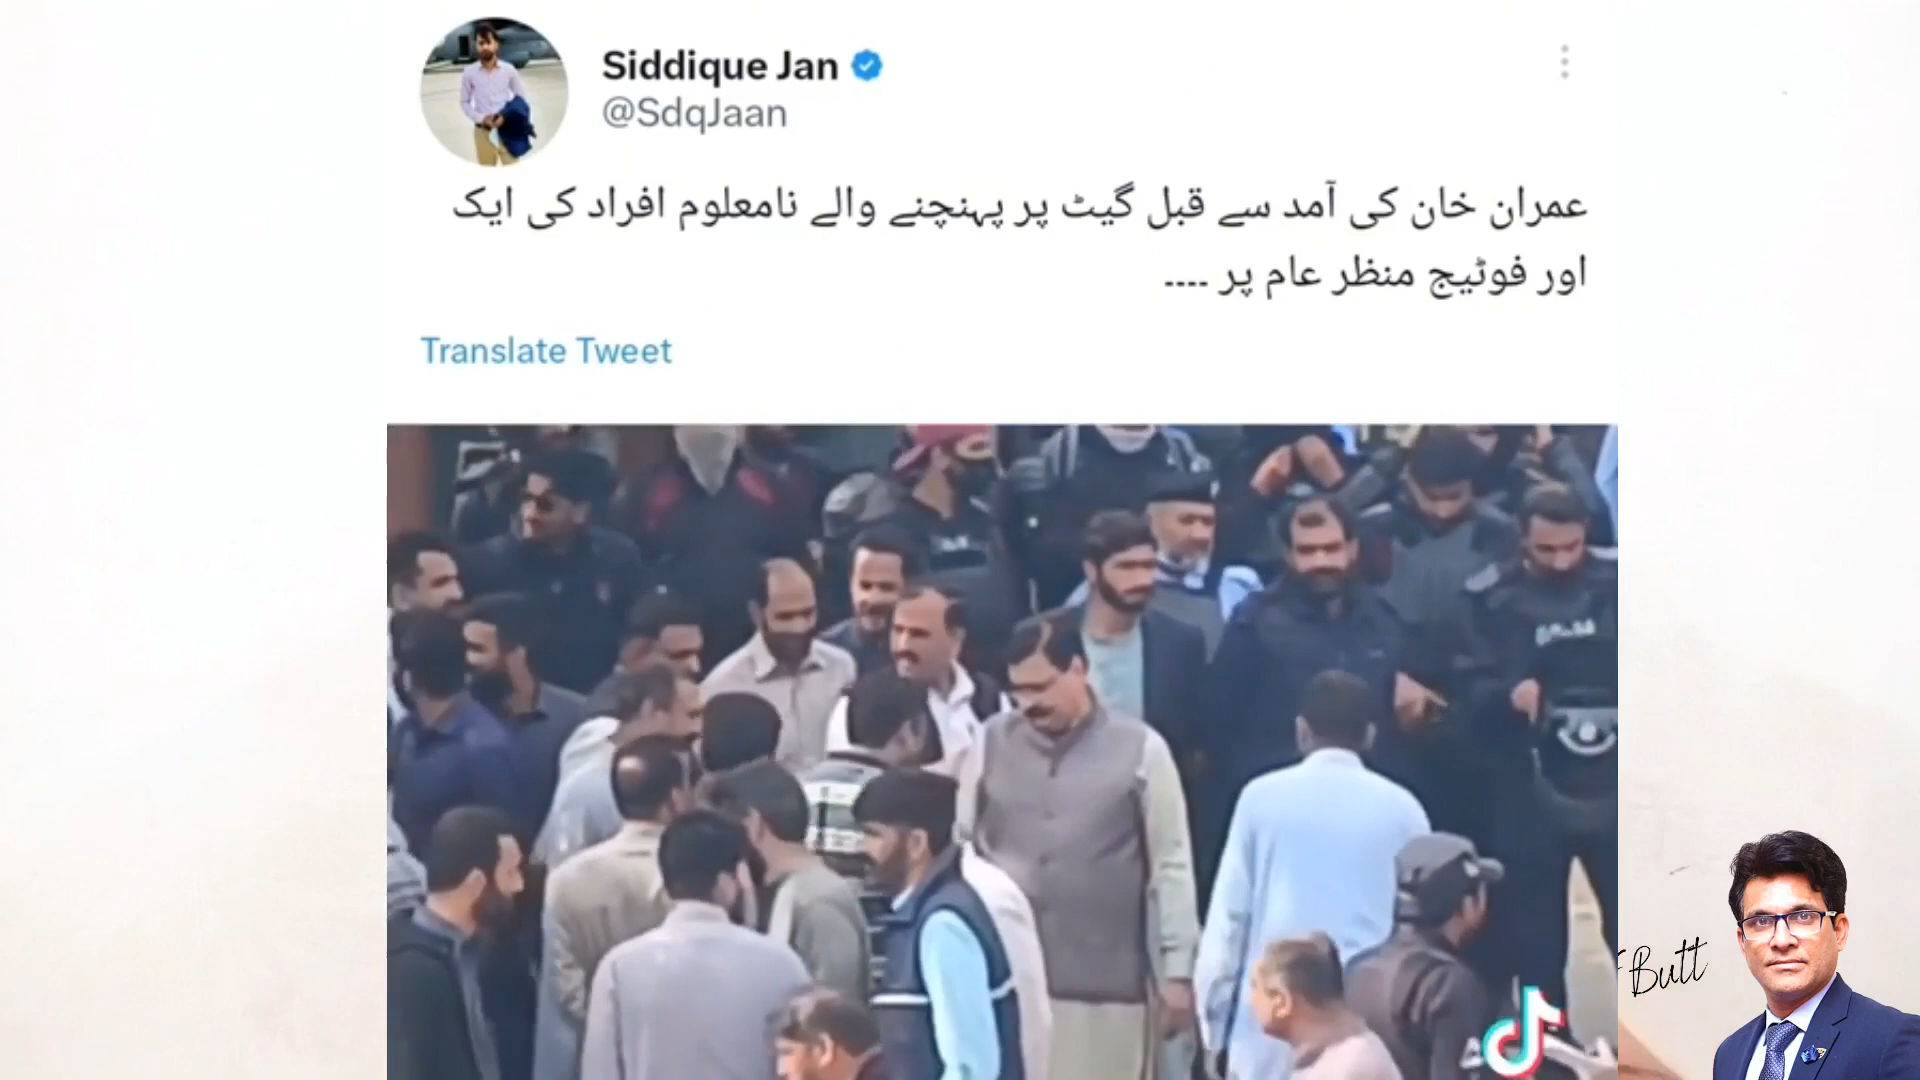 Siddique Jan
@SdqJaan
عمران خان کی آمد سے قبل گیٹ پر پہنچنے والے نامعلوم افراد کی ایک
اور فوٹیج منظر عام پر ....
Translate Tweet
Butt